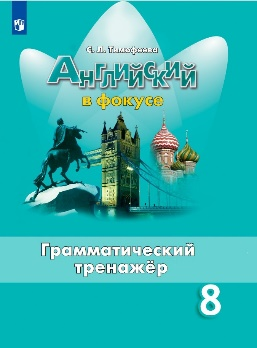 С. Л. Тимофеева
Английский
в фокусе
Грамматический
тренажёр
8